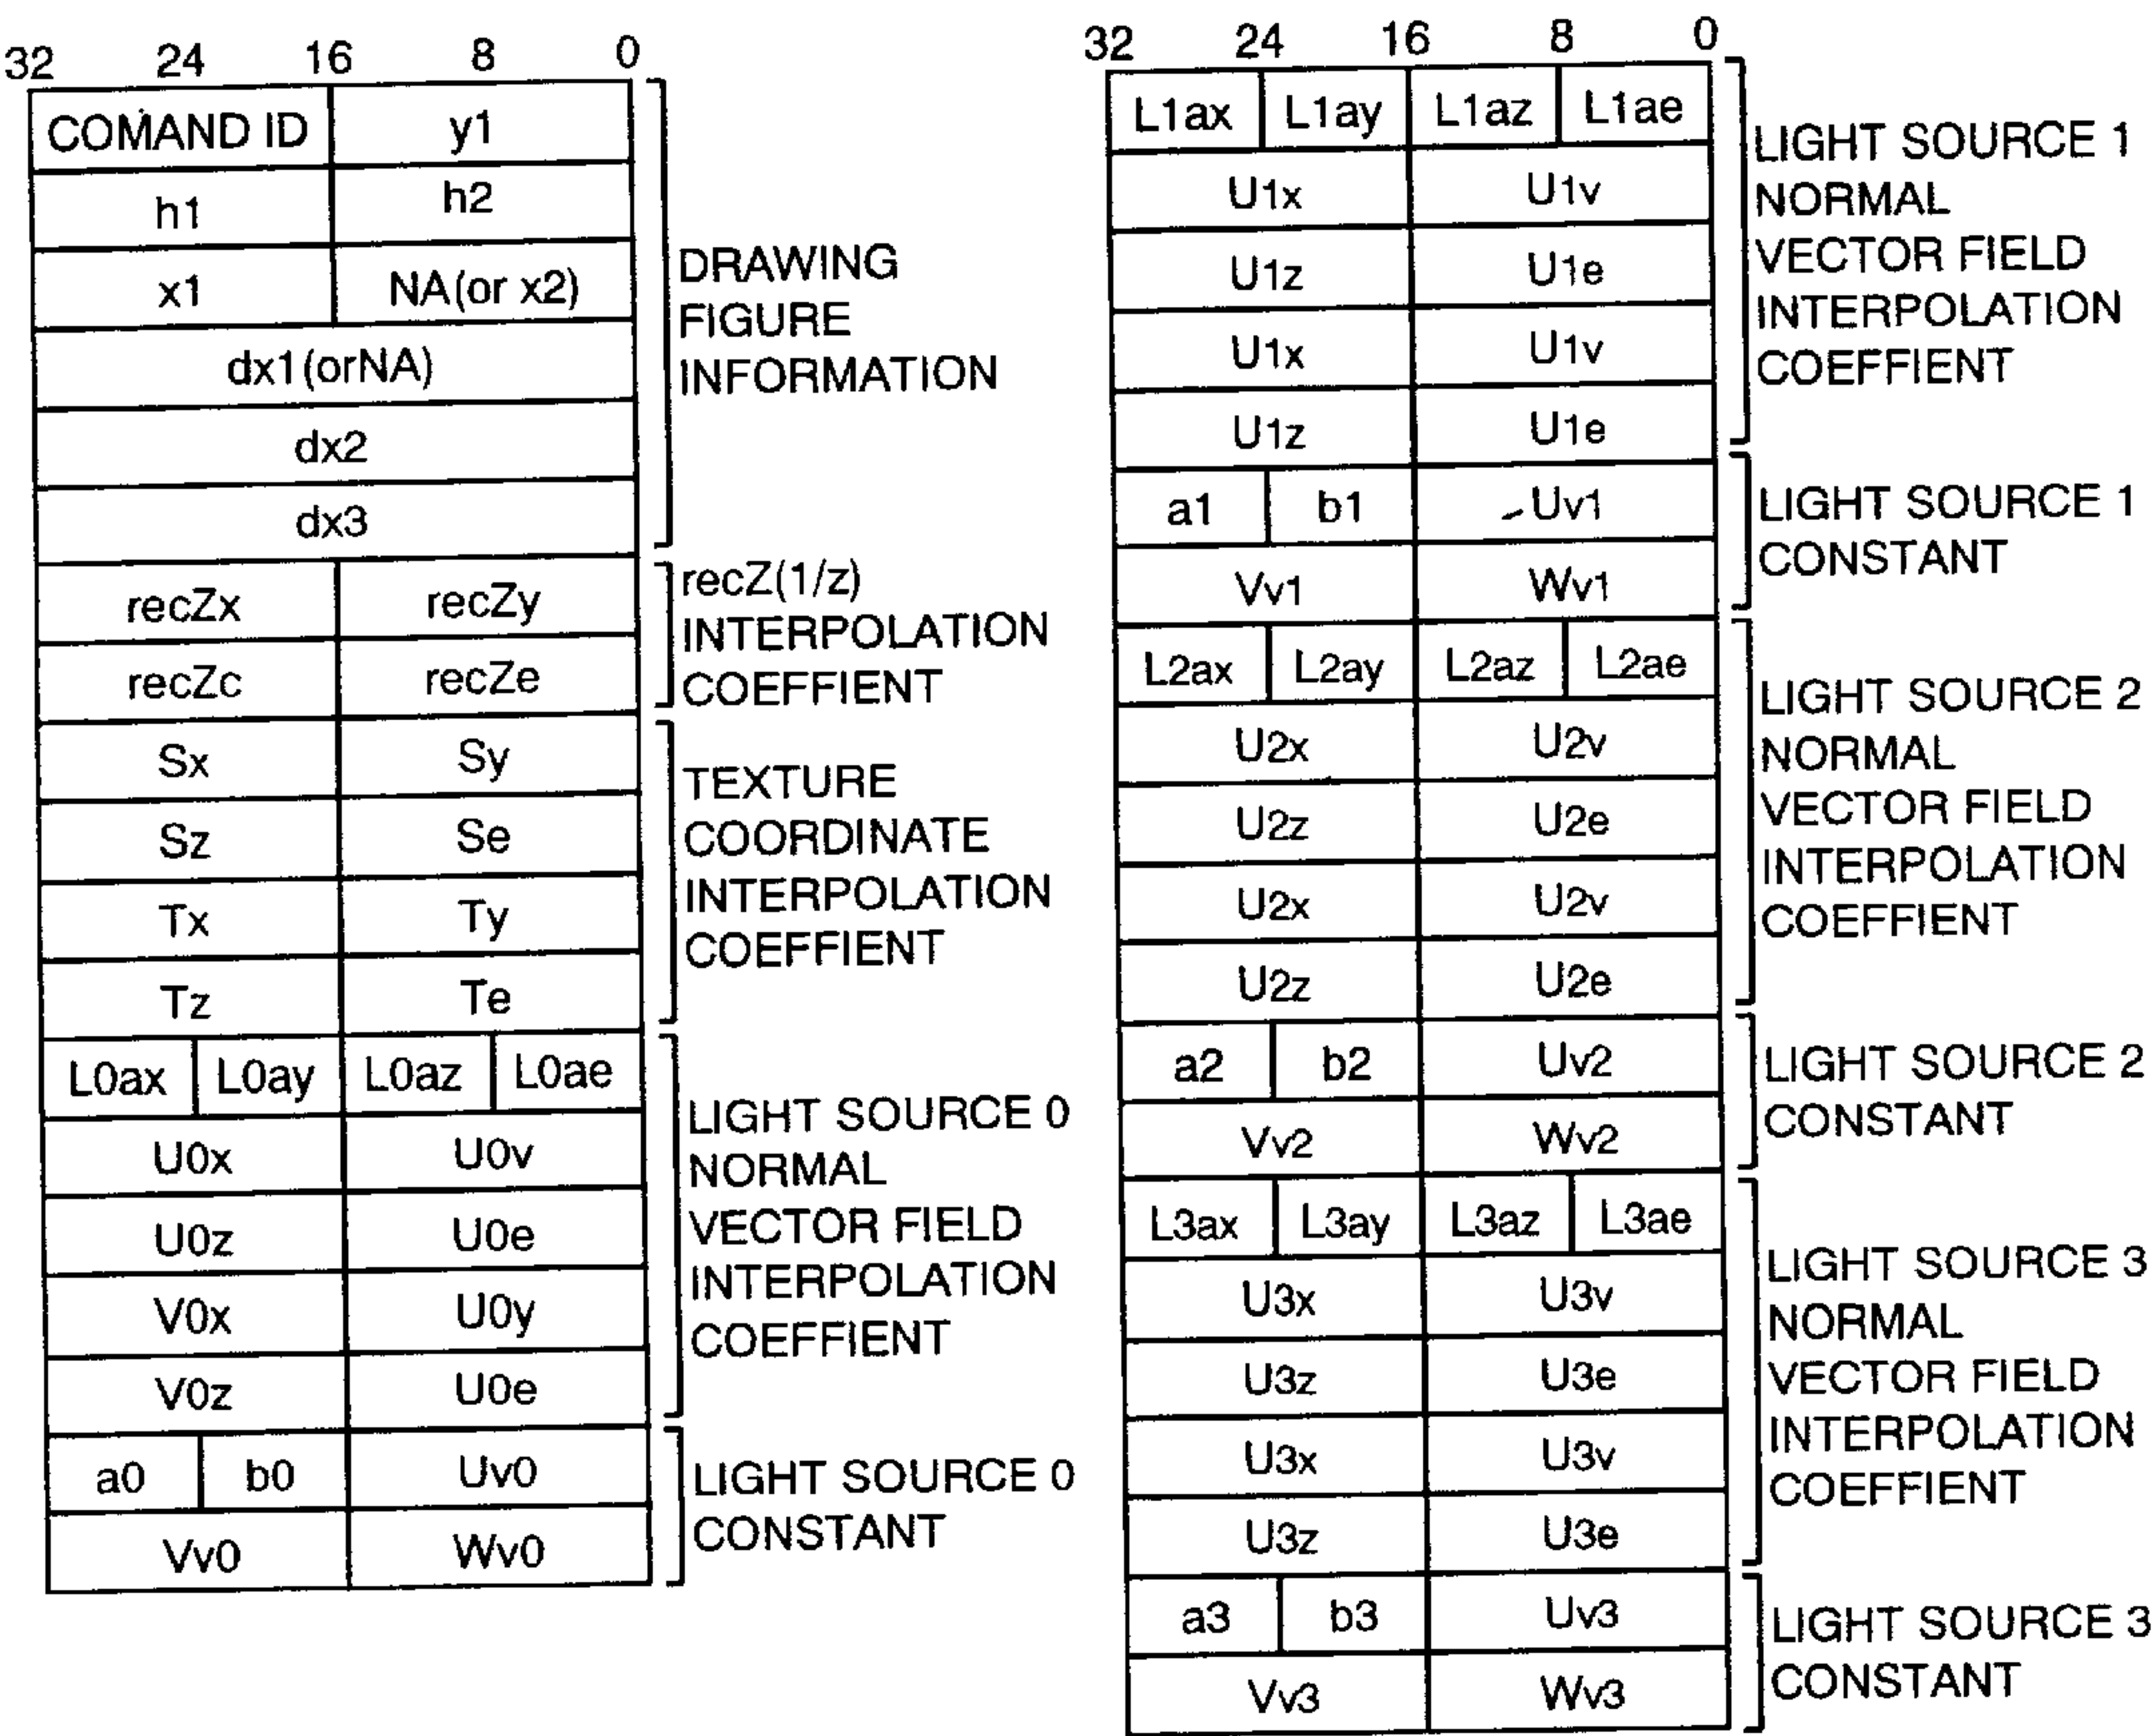 32 24 16 8 0
COMAND ID y1
h1 h2
x1 NA(or x2)
dx1(orNA)
dx2
dx3
DRAWING
FIGURE
INFORMATION
recZx recZy
recZc recZe
recZ(1/z)
INTERPOLATION
COEFFIENT
Sx Sy
Sz Se
Tx Ty
Tz Te
TEXTURE
COORDINATE
INTERPOLATION
COEFFIENT
L0ax L0ay L0az L0ae
U0x U0v
U0z U0e
V0x U0y
V0z U0e
LIGHT SOURCE 0
NORMAL
VECTOR FIELD
INTERPOLATION
COEFFIENT
a0 b0 Uv0
Vv0 Wv0
LIGHT SOURCE 0
CONSTANT
32 24 16 8 0
L1ax L1ay L1az L1ae
U1x U1v
U1z U1e
U1x U1v
U1z U1e
LIGHT SOURCE 1
NORMAL
VECTOR FIELD
INTERPOLATION
COEFFIENT
a1 b1 Uv1
Vv1 Wv1
LIGHT SOURCE 1
CONSTANT
L2ax L2ay L2az L2ae
U2x U2v
U2z U2e
U2x U2v
U2z U2e
LIGHT SOURCE 2
NORMAL
VECTOR FIELD
INTERPOLATION
COEFFIENT
a2 b2 Uv2
Vv2 Wv2
LIGHT SOURCE 2
CONSTANT
L3ax L3ay L3az L3ae
U3x U3v
U3z U3e
U3x U3v
U3z U3e
LIGHT SOURCE 3
NORMAL
VECTOR FIELD
INTERPOLATION
COEFFIENT
a3 b3 Uv3
Vv3 Wv3
LIGHT SOURCE 3
CONSTANT